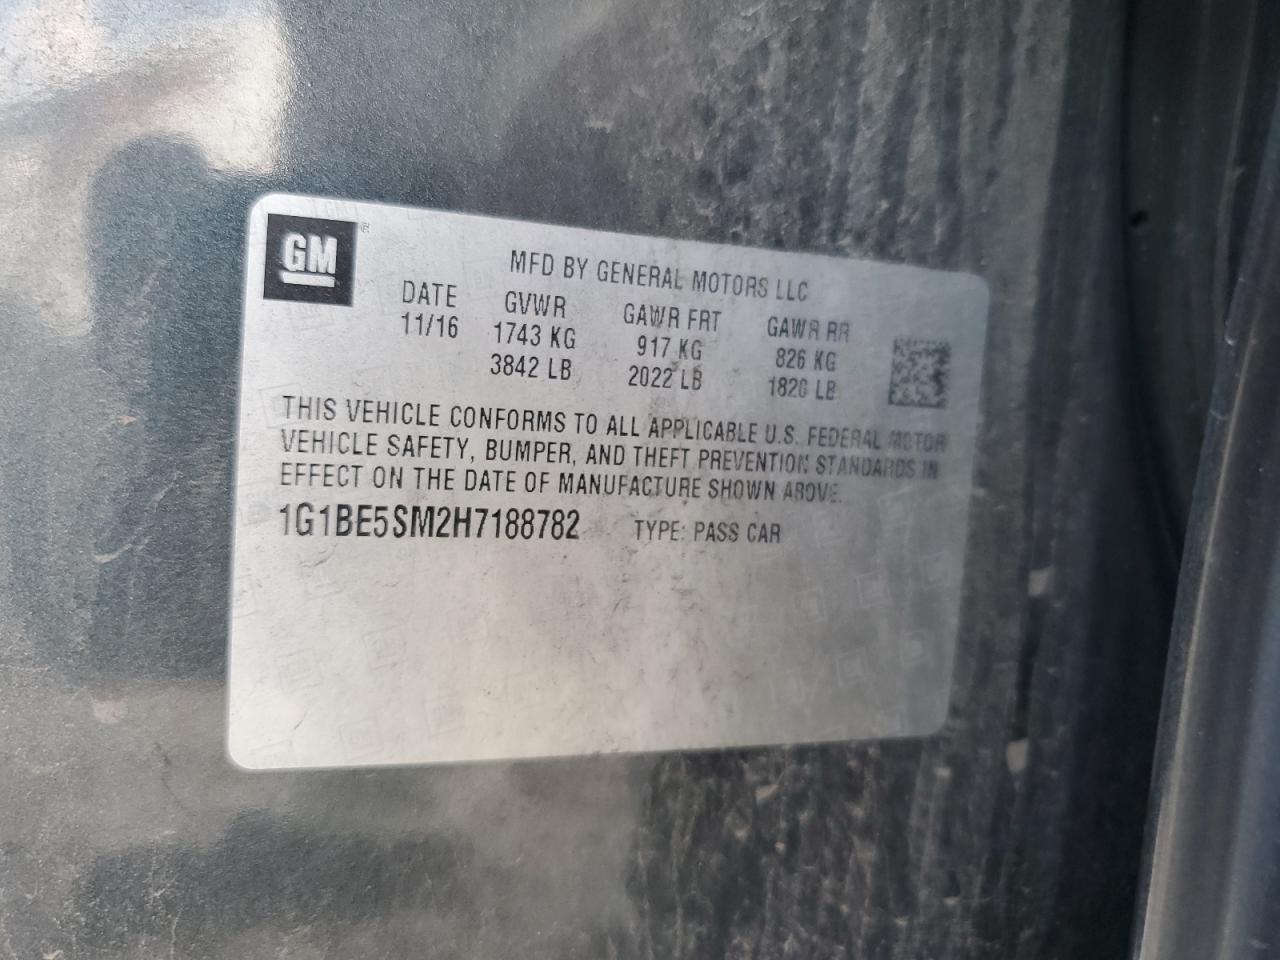 GM
MFD BY GENERAL MOTORS LLC
DATE GVWR GAWR FRT GAWR RR
11/16 1743 KG 917 KG 826 KG
3842 LB 2022 LB 1820 LB
THIS VEHICLE CONFORMS TO ALL APPLICABLE U.S. FEDERAL MOTOR
VEHICLE SAFETY, BUMPER, AND THEFT PREVENTION STANDARDS IN
EFFECT ON THE DATE OF MANUFACTURE SHOWN ABOVE.
1G1BE5SM2H7188782 TYPE: PASS CAR